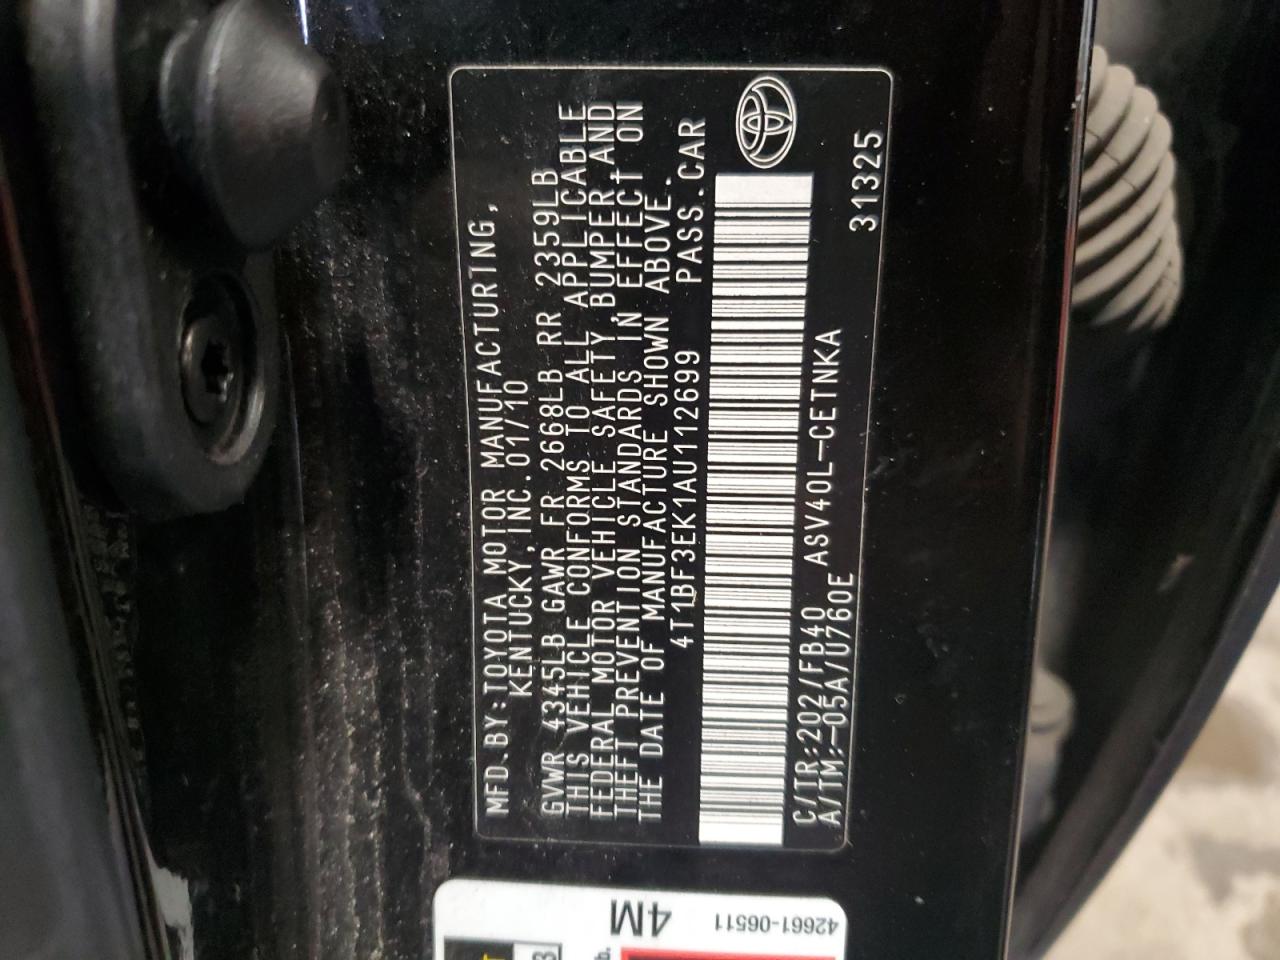 MFD.BY:TOYOTA MOTOR MANUFACTURING,
KENTUCKY,INC.01/10
GVWR 4345LB GAWR FR 2668LB RR 2359LB
THIS VEHICLE CONFORMS TO ALL APPLICABLE
FEDERAL MOTOR VEHICLE SAFETY,BUMPER,AND
THEFT PREVENTION STANDARDS IN EFFECT ON
THE DATE OF MANUFACTURE SHOWN ABOVE.
4T1BF3EK1AU112699 PASS.CAR
C/TR:202/FB40 ASV40L-CETNKA
A/TM:-05A/U760E 31325
4M
42661-06511